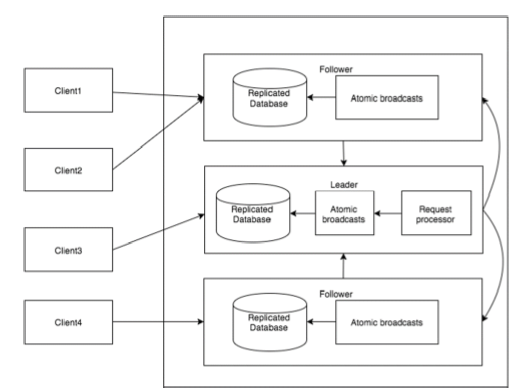 Client1
Client2
Client3
Client4
Follower
Replicated
Database
Atomic broadcasts
Leader
Replicated
Database
Atomic
broadcasts
Request
processor
Follower
Replicated
Database
Atomic broadcasts